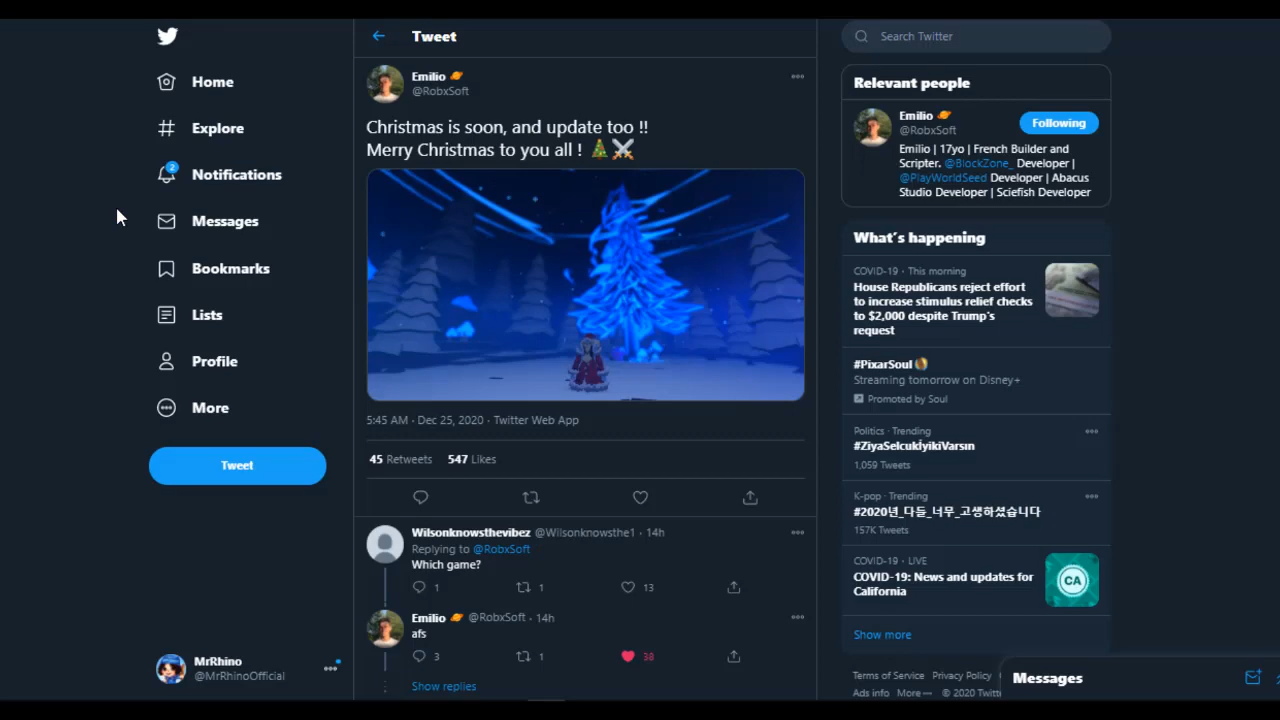 Home
Explore
2
Notifications
Messages
Bookmarks
Lists
Profile
More
Tweet
MrRhino
@MrRhinoOfficial
Tweet
Emilio
@RobxSoft
Christmas is soon, and update too !!
Merry Christmas to you all !
5:45 AM · Dec 25, 2020 · Twitter Web App
45 Retweets 547 Likes
Wilsonknowsthevibez @Wilsonknowsthe1 · 14h
Replying to @RobxSoft
Which game?
1 1 13
Emilio @RobxSoft · 14h
afs
3 1 38
Show replies
Search Twitter
Relevant people
Emilio
@RobxSoft
Following
Emilio | 17yo | French Builder and
Scripter. @BlockZone_ Developer |
@PlayWorldSeed Developer | Abacus
Studio Developer | Sciefish Developer
What's happening
COVID-19 · This morning
House Republicans reject effort
to increase stimulus relief checks
to $2,000 despite Trump's
request
#PixarSoul
Streaming tomorrow on Disney+
Promoted by Soul
Politics · Trending
#ZiyaSelcukİyikiVarsın
1,059 Tweets
K-pop · Trending
#2020년_다들_너무_고생하셨습니다
157K Tweets
COVID-19 · LIVE
COVID-19: News and updates for
California
CA
Show more
Terms of Service Privacy Policy
Ads info More © 2020
Messages